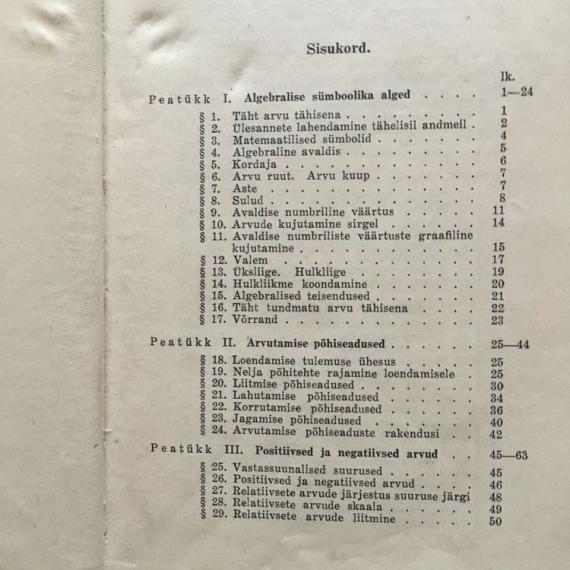 Sisukord.
lk.
Peatükk I. Algebralise sümboolika alged . . . . 1—24
§ 1. Täht arvu tähisena . . . . . . . . . 1
§ 2. Ülesannete lahendamine tähelisil andmeil . 2
§ 3. Matemaatilised sümbolid . . . . . . . 4
§ 4. Algebraline avaldis . . . . . . . . . 5
§ 5. Kordaja . . . . . . . . . . . . 6
§ 6. Arvu ruut. Arvu kuup . . . . . . . . 7
§ 7. Aste . . . . . . . . . . . . . 7
§ 8. Sulud . . . . . . . . . . . . . 8
§ 9. Avaldise numbriline väärtus . . . . . . 11
§ 10. Arvude kujutamine sirgel . . . . . . . 14
§ 11. Avaldise numbriliste väärtuste graafiline
kujutamine . . . . . . . . . . . 15
§ 12. Valem . . . . . . . . . . . . 17
§ 13. Üksliige. Hulkliige . . . . . . . . . 19
§ 14. Hulkliikme koondamine . . . . . . . . 20
§ 15. Algebralised teisendused . . . . . . . 21
§ 16. Täht tundmatu arvu tähisena . . . . . 22
§ 17. Võrrand . . . . . . . . . . . . 23
Peatükk II. Arvutamise põhiseadused . . . . . 25—44
§ 18. Loendamise tulemuse ühesus . . . . . . 25
§ 19. Nelja põhitehte rajamine loendamisele . . 25
§ 20. Liitmise põhiseadused . . . . . . . . 30
§ 21. Lahutamise põhiseadused . . . . . . . 34
§ 22. Korrutamise põhiseadused . . . . . . . 36
§ 23. Jagamise põhiseadused . . . . . . . . 40
§ 24. Arvutamise põhiseaduste rakendusi . . . 42
Peatükk III. Positiivsed ja negatiivsed arvud . . 45—63
§ 25. Vastassuunalised suurused . . . . . . . 45
§ 26. Positiivsed ja negatiivsed arvud . . . . . 46
§ 27. Relatiivsete arvude järjestus suuruse järgi 48
§ 28. Relatiivsete arvude skaala . . . . . . . 49
§ 29. Relatiivsete arvude liitmine . . . . . . 50